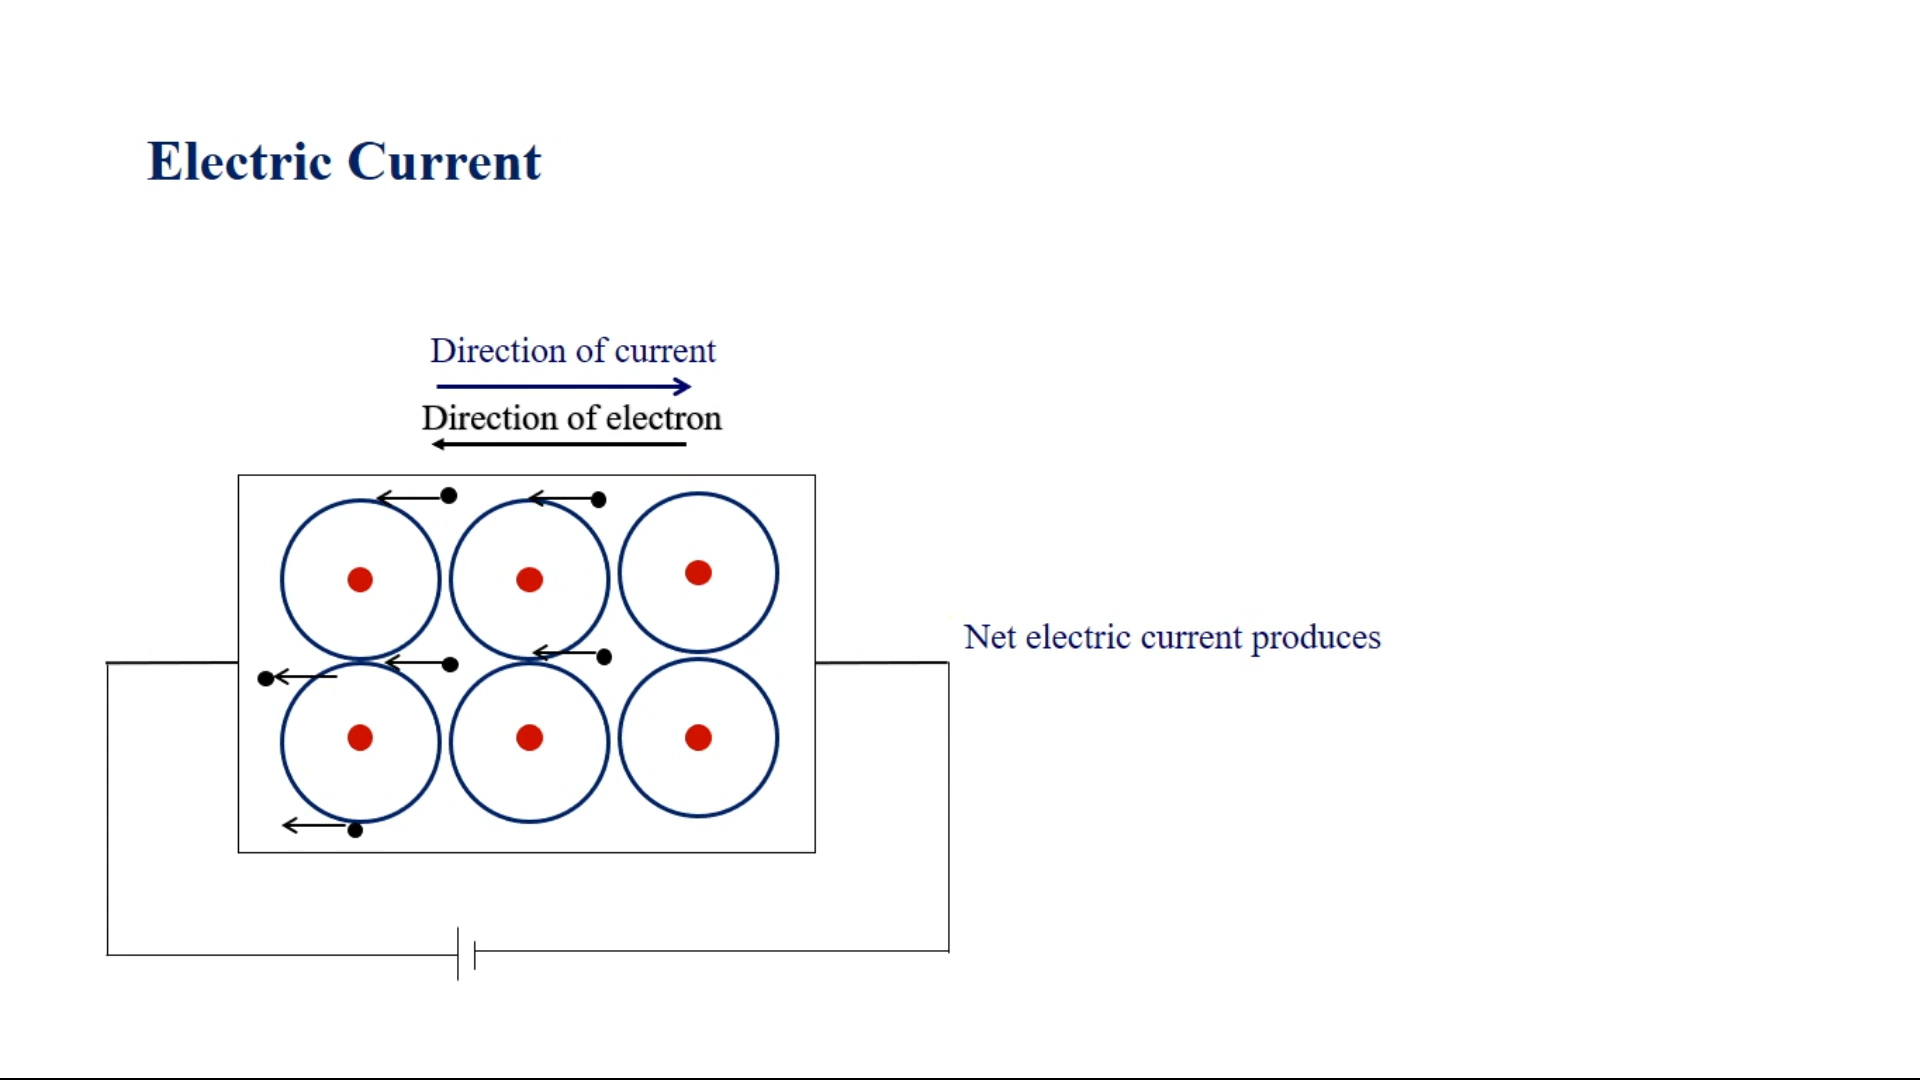 Electric Current
Direction of current
Direction of electron
Net electric current produces